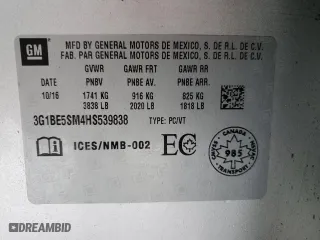 GM
MFD. BY GENERAL MOTORS DE MEXICO, S. DE R.L. DE C.V.
FAB. PAR GENERAL MOTORS DE MEXICO, S. DE R.L. DE C.V.
GVWR GAWR FRT GAWR RR
DATE PNBV PNBE AV. PNBE ARR.
10/16 1741 KG 916 KG 825 KG
3838 LB 2020 LB 1818 LB
3G1BE5SM4HS539838 TYPE: PC/VT
ICES/NMB-002 EC
CANADA
985
TRANSPORT
DREAMBID